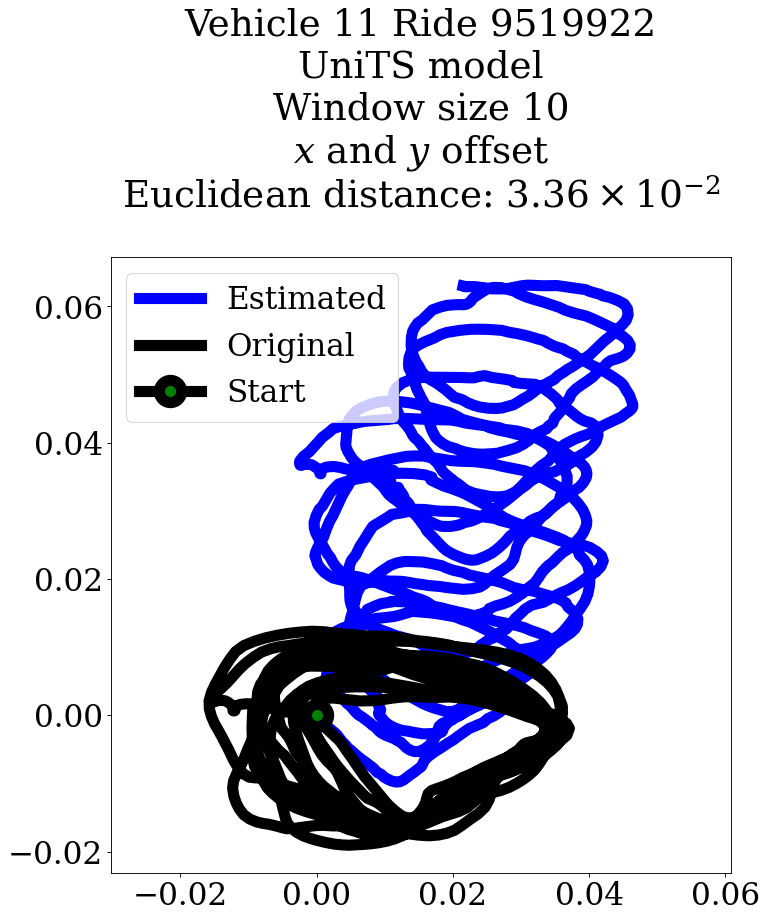 Vehicle 11 Ride 9519922
UniTS model
Window size 10
x and y offset
Euclidean distance: 3.36 × 10⁻²
Estimated
Original
Start
0.06
0.04
0.02
0.00
−0.02
−0.02 0.00 0.02 0.04 0.06